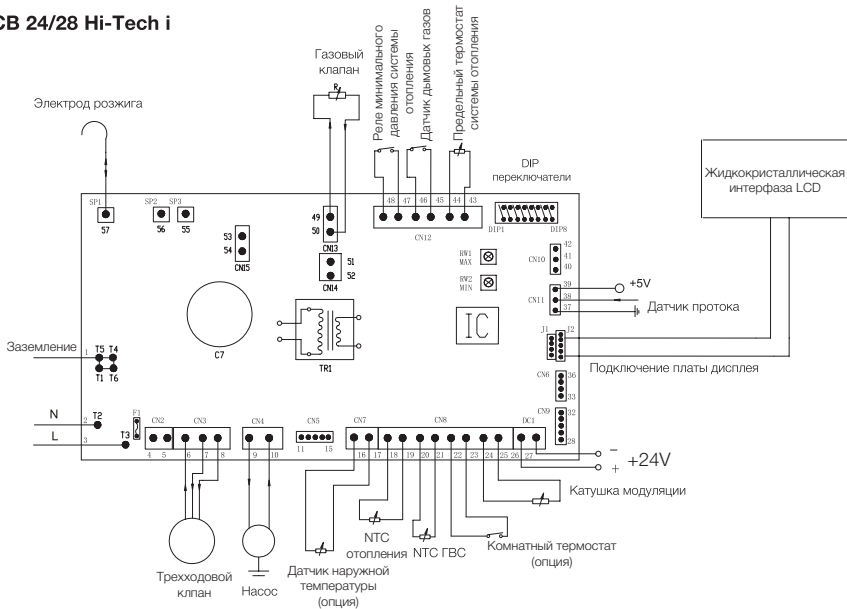 CB 24/28 Hi-Tech i
Электрод розжига
Газовый
клапан
R
Реле минимального
давления системы
отопления
Датчик дымовых газов
Предельный термостат
системы отопления
DIP
переключатели
Жидкокристаллическая
интерфаза LCD
SP1
57
SP2
56
SP3
55
53
54
CN15
49
50
CN13
51
52
CN14
48 47 46 45 44 43
CN12
DIP1
DIP8
RW1
MAX
RW2
MIN
CN10
42
41
40
CN11
39
38
37
+5V
Датчик протока
IC
C7
TR1
J1 J2
Подключение платы дисплея
CN6
36
33
CN9
32
28
Заземление
1
T5 T4
T1 T6
N
2
T2
L
3
T3
F1
CN2
CN3
CN4
CN5
CN7
CN8
DC1
4 5 6 7 8 9 10 11 15 16 17 18 19 20 21 22 23 24 25 26 27
−
+
+24V
Катушка модуляции
NTC
отопления
NTC ГВС
Комнатный термостат
(опция)
Трехходовой
клпан
Насос
Датчик наружной
температуры
(опция)